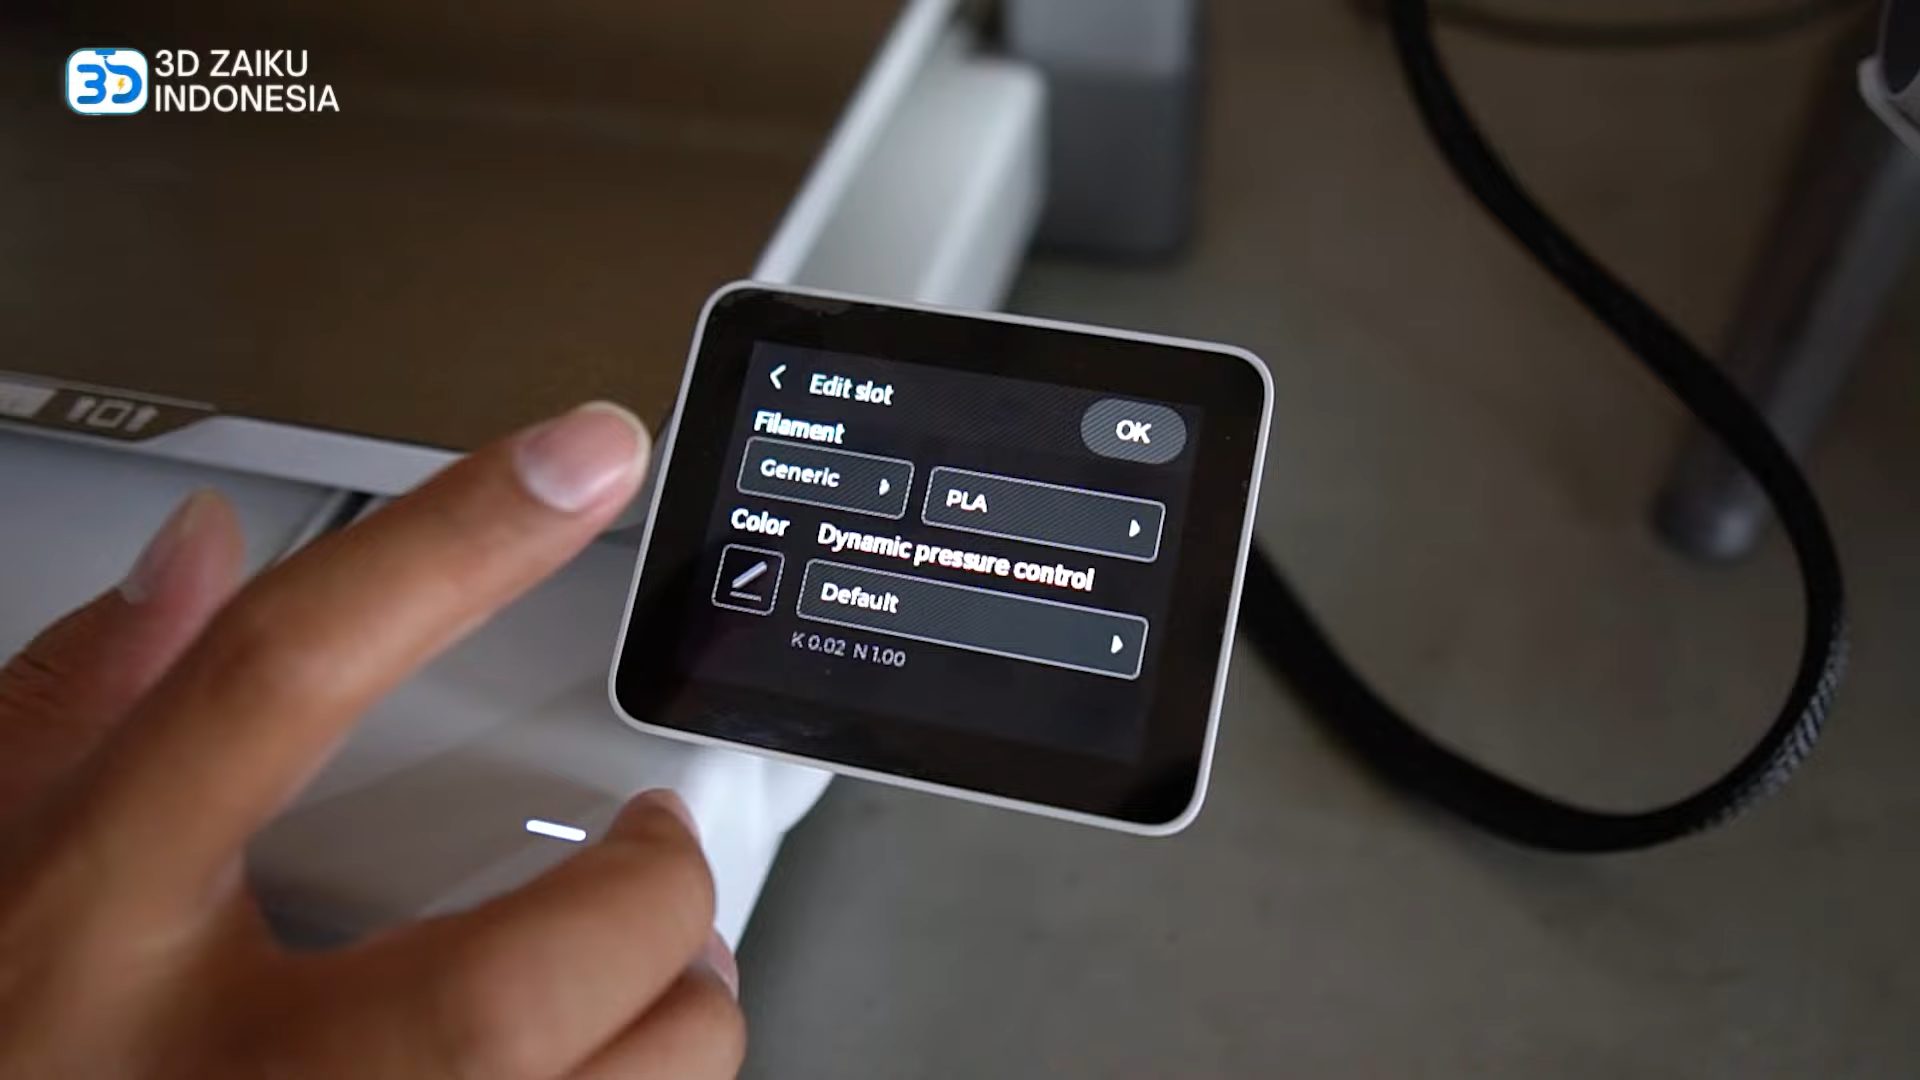 3D ZAIKU
INDONESIA
Edit slot
OK
Filament
Generic
PLA
Color
Dynamic pressure control
Default
K 0.02 N 1.00